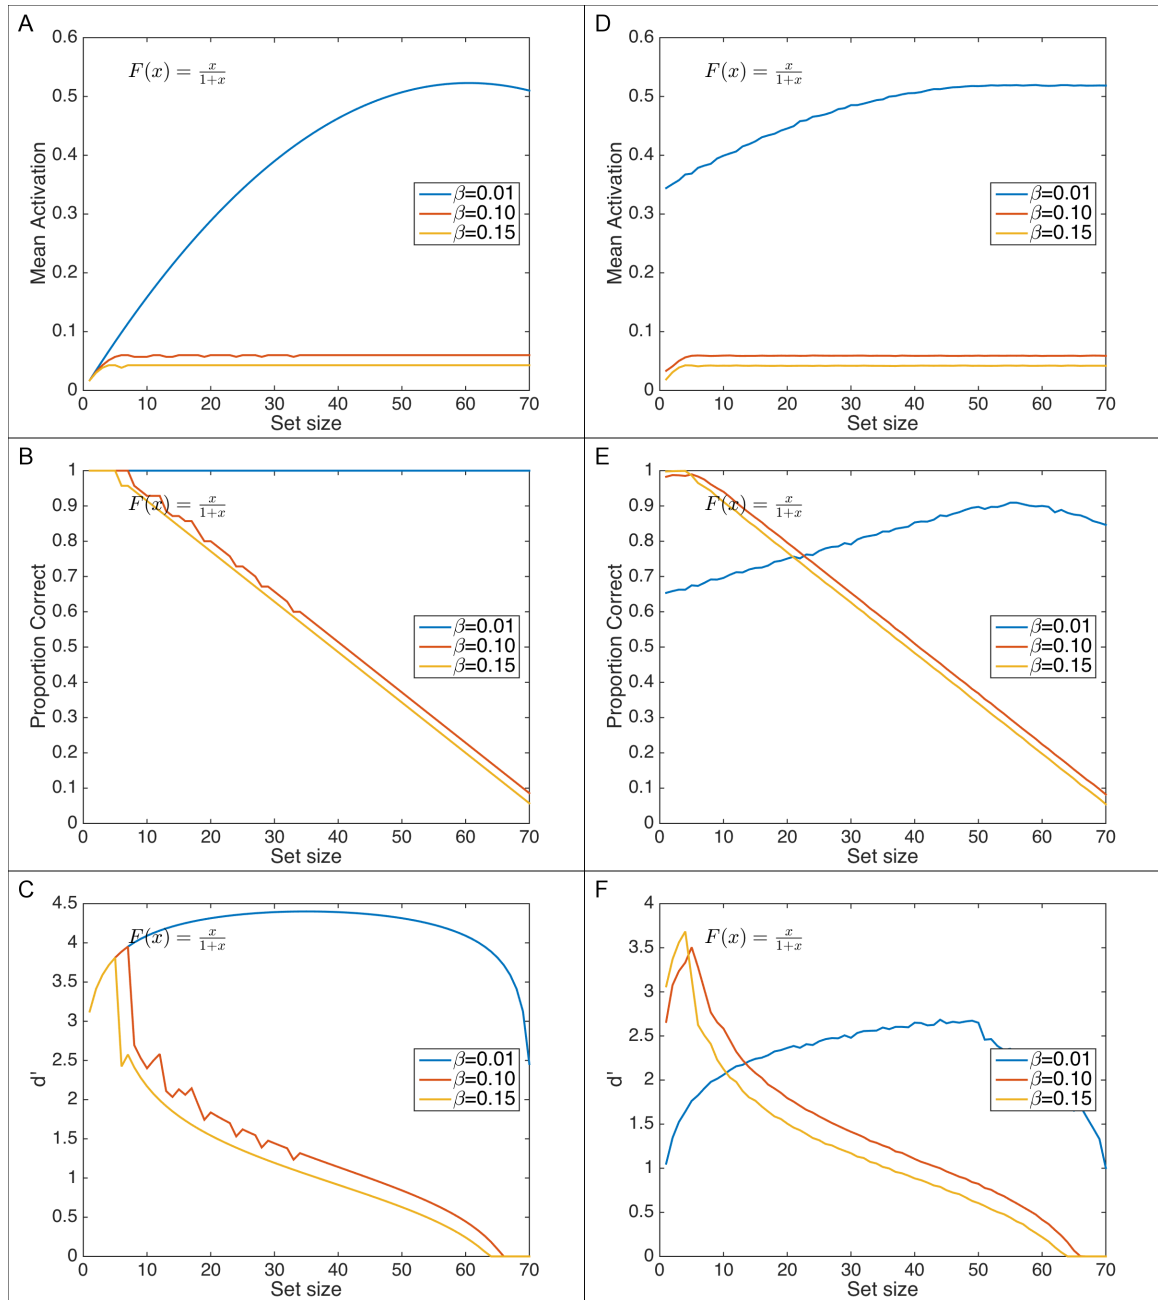 A
0.6
0.5
0.4
0.3
0.2
0.1
0
0 10 20 30 40 50 60 70
Mean Activation
Set size
F(x) = x/1+x
β=0.01
β=0.10
β=0.15
D
0.6
0.5
0.4
0.3
0.2
0.1
0
0 10 20 30 40 50 60 70
Mean Activation
Set size
F(x) = x/1+x
β=0.01
β=0.10
β=0.15
B
1
0.9
0.8
0.7
0.6
0.5
0.4
0.3
0.2
0.1
0
0 10 20 30 40 50 60 70
Proportion Correct
Set size
F(x) = x/1+x
β=0.01
β=0.10
β=0.15
E
1
0.9
0.8
0.7
0.6
0.5
0.4
0.3
0.2
0.1
0
0 10 20 30 40 50 60 70
Proportion Correct
Set size
F(x) = x/1+x
β=0.01
β=0.10
β=0.15
C
4.5
4
3.5
3
2.5
2
1.5
1
0.5
0
0 10 20 30 40 50 60 70
d'
Set size
F(x) = x/1+x
β=0.01
β=0.10
β=0.15
F
4
3.5
3
2.5
2
1.5
1
0.5
0
0 10 20 30 40 50 60 70
d'
Set size
F(x) = x/1+x
β=0.01
β=0.10
β=0.15